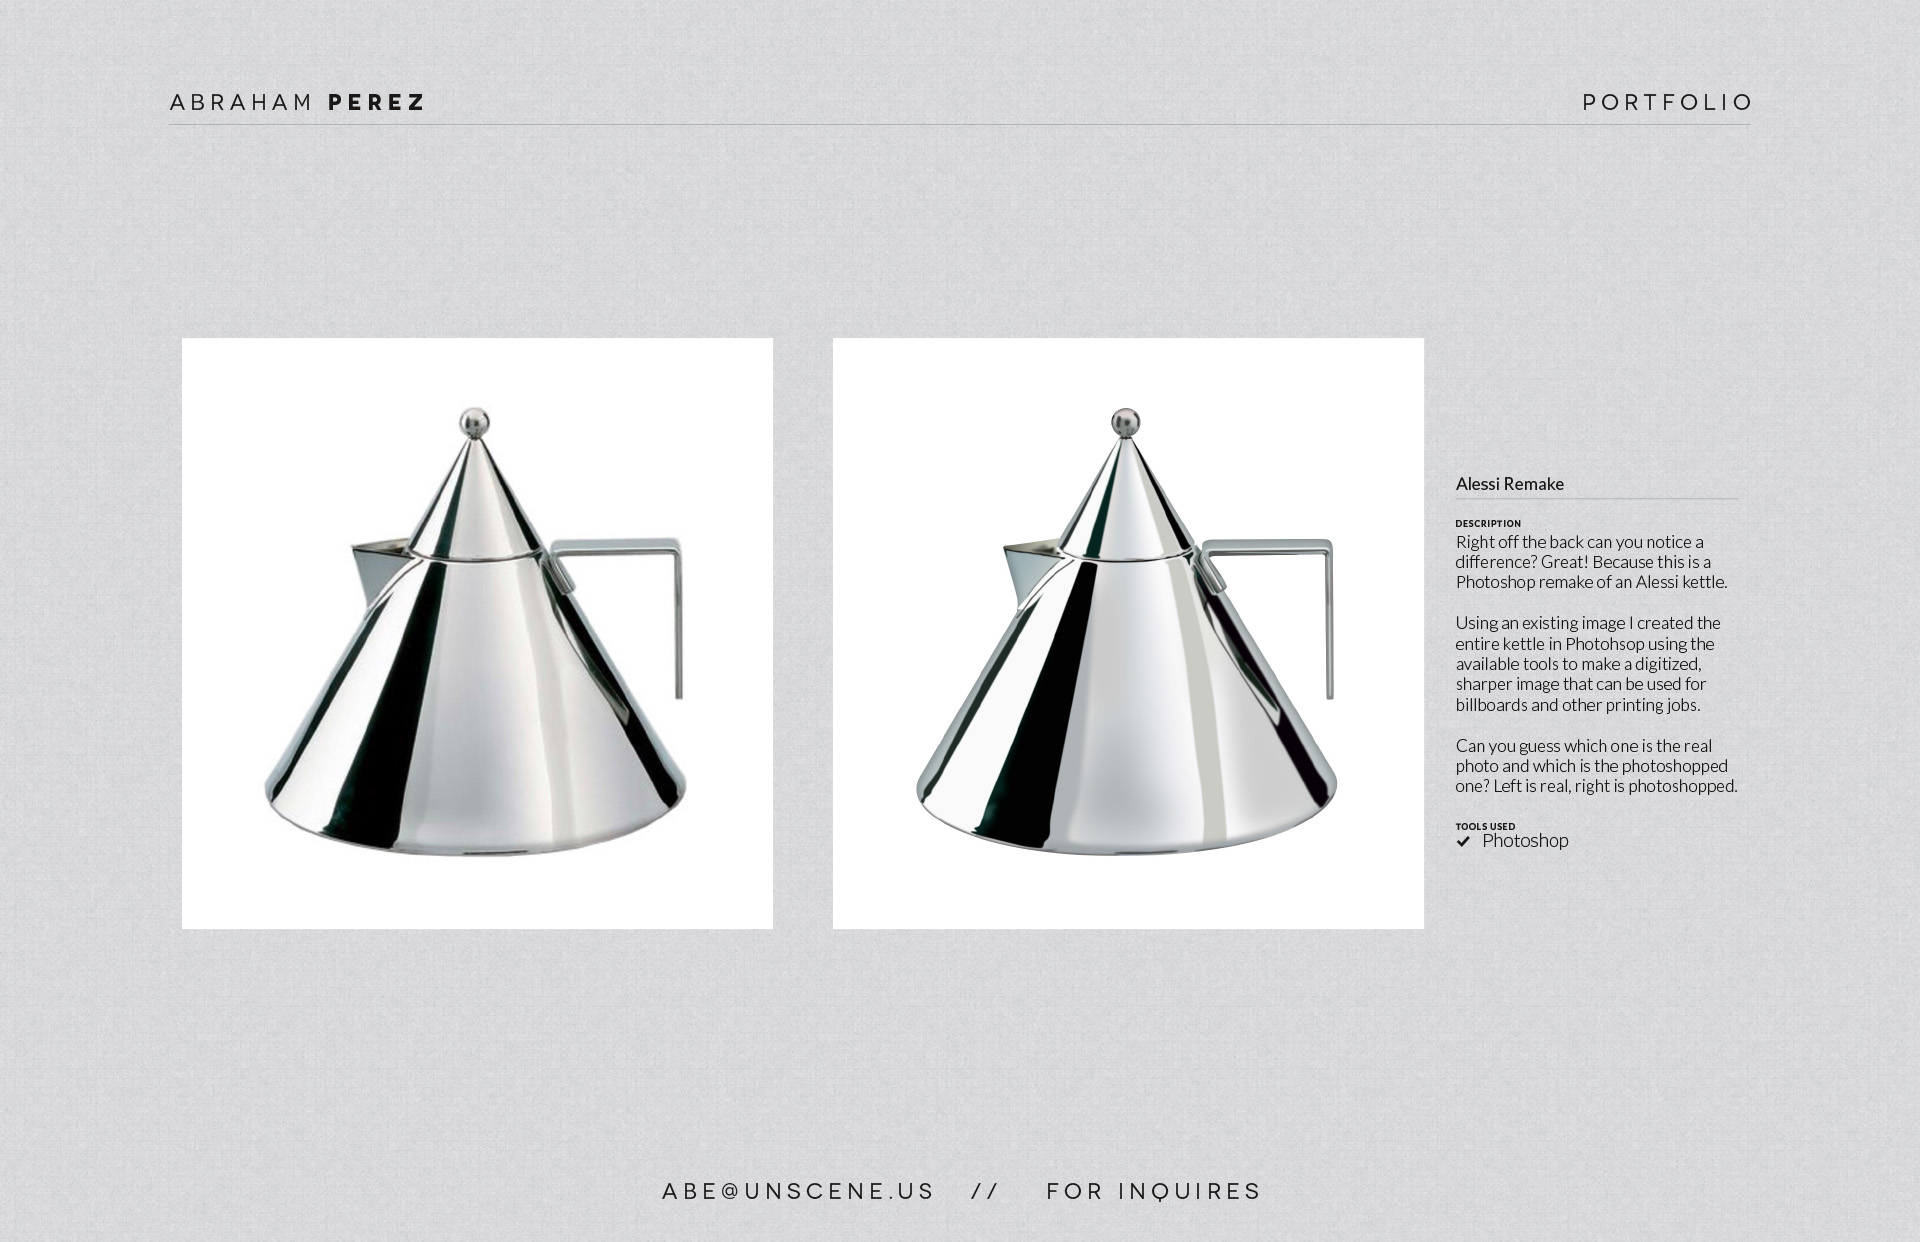 ABRAHAM PEREZ
PORTFOLIO
Alessi Remake
DESCRIPTION
Right off the back can you notice a
difference? Great! Because this is a
Photoshop remake of an Alessi kettle.
Using an existing image I created the
entire kettle in Photohsop using the
available tools to make a digitized,
sharper image that can be used for
billboards and other printing jobs.
Can you guess which one is the real
photo and which is the photoshopped
one? Left is real, right is photoshopped.
TOOLS USED
Photoshop
ABE@UNSCENE.US // FOR INQUIRES